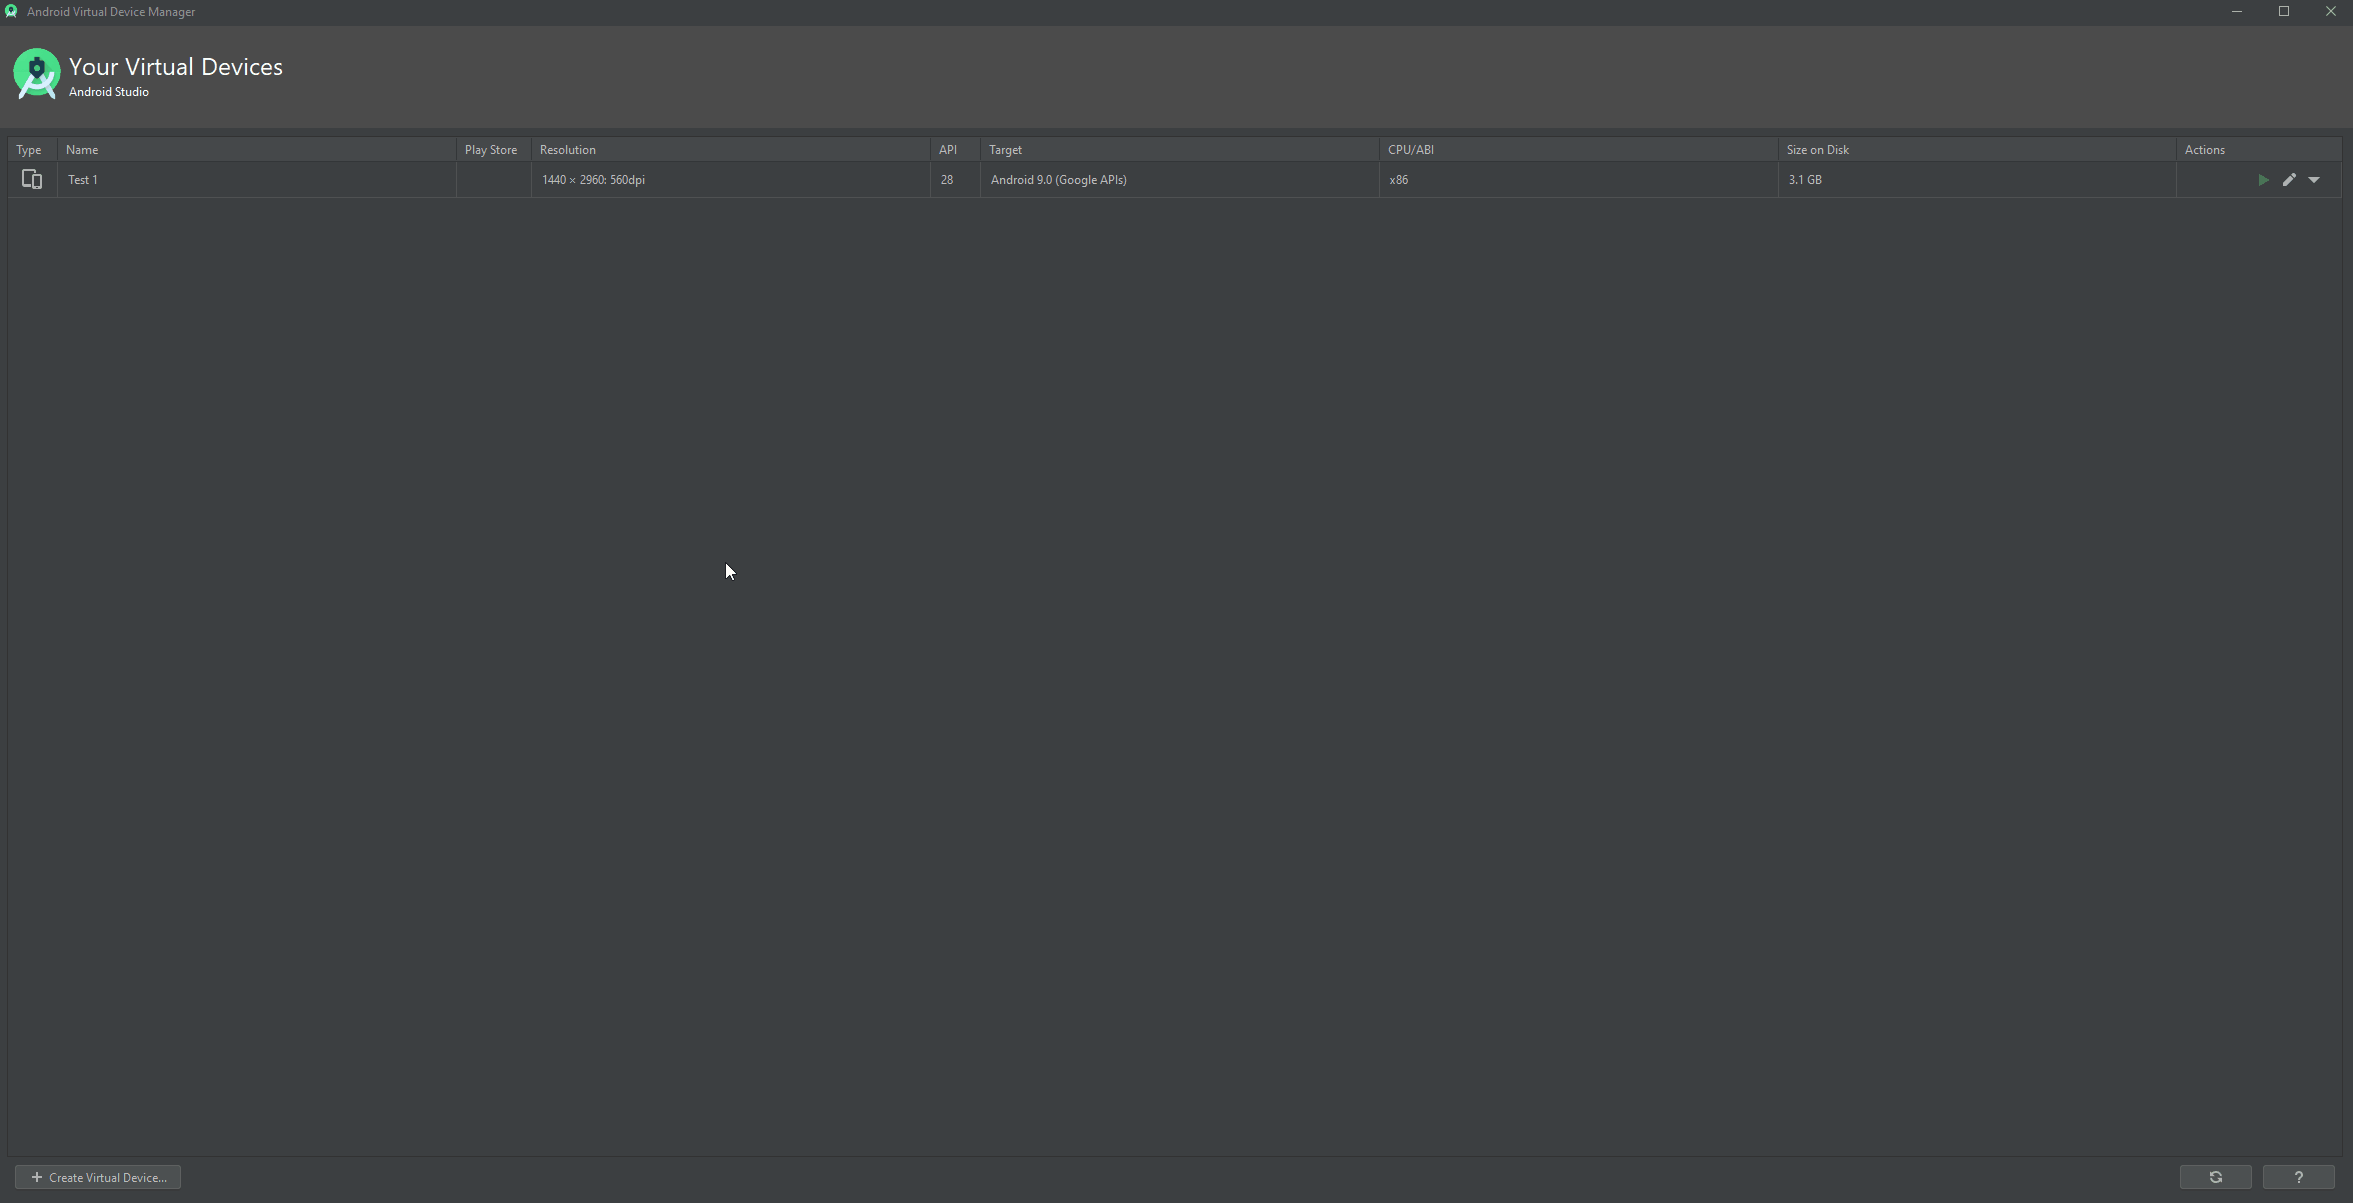 Android Virtual Device Manager
Your Virtual Devices
Android Studio
Type Name Play Store Resolution API Target CPU/ABI Size on Disk Actions
Test 1 1440 × 2960: 560dpi 28 Android 9.0 (Google APIs) x86 3.1 GB
+ Create Virtual Device... ?